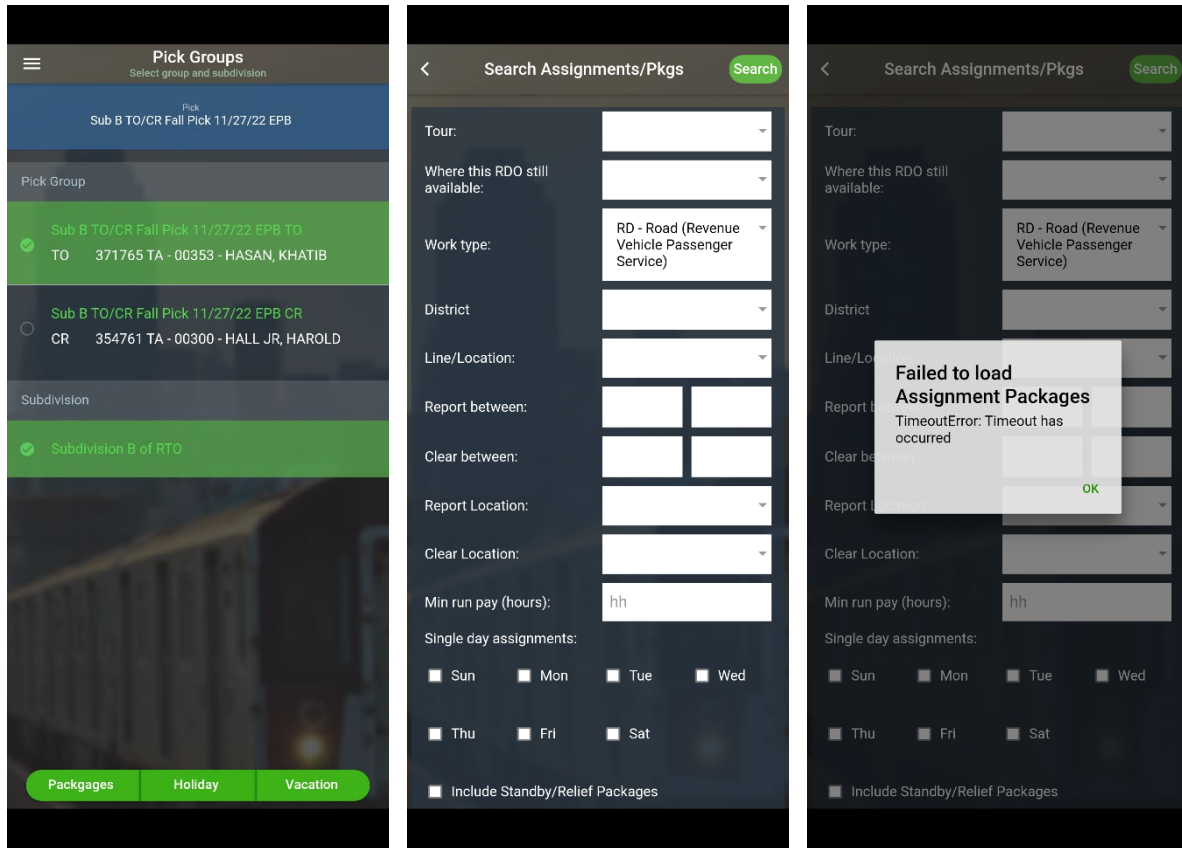 Pick Groups
Select group and subdivision
Pick
Sub B TO/CR Fall Pick 11/27/22 EPB
Pick Group
Sub B TO/CR Fall Pick 11/27/22 EPB TO
TO 371765 TA - 00353 - HASAN, KHATIB
Sub B TO/CR Fall Pick 11/27/22 EPB CR
CR 354761 TA - 00300 - HALL JR, HAROLD
Subdivision
Subdivision B of RTO
Packgages Holiday Vacation
Search Assignments/Pkgs Search
Tour:
Where this RDO still
available:
Work type:
RD - Road (Revenue
Vehicle Passenger
Service)
District
Line/Location:
Report between:
Clear between:
Report Location:
Clear Location:
Min run pay (hours): hh
Single day assignments:
Sun Mon Tue Wed
Thu Fri Sat
Include Standby/Relief Packages
Search Assignments/Pkgs Search
Tour:
Where this RDO still
available:
Work type:
RD - Road (Revenue
Vehicle Passenger
Service)
District
Line/Location:
Failed to load
Assignment Packages
TimeoutError: Timeout has
occurred
OK
Report between:
Clear between:
Report Location:
Clear Location:
Min run pay (hours): hh
Single day assignments:
Sun Mon Tue Wed
Thu Fri Sat
Include Standby/Relief Packages